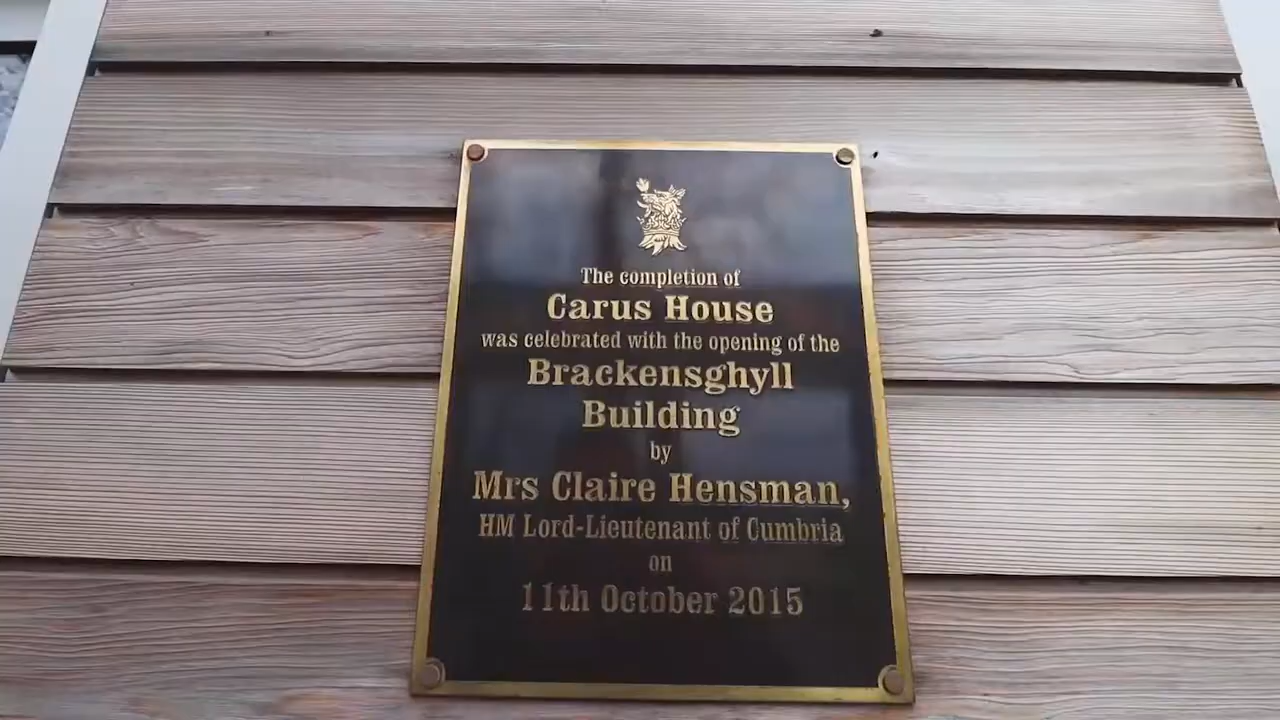 The completion of
Carus House
was celebrated with the opening of the
Brackensghyll
Building
by
Mrs Claire Hensman,
HM Lord-Lieutenant of Cumbria
on
11th October 2015